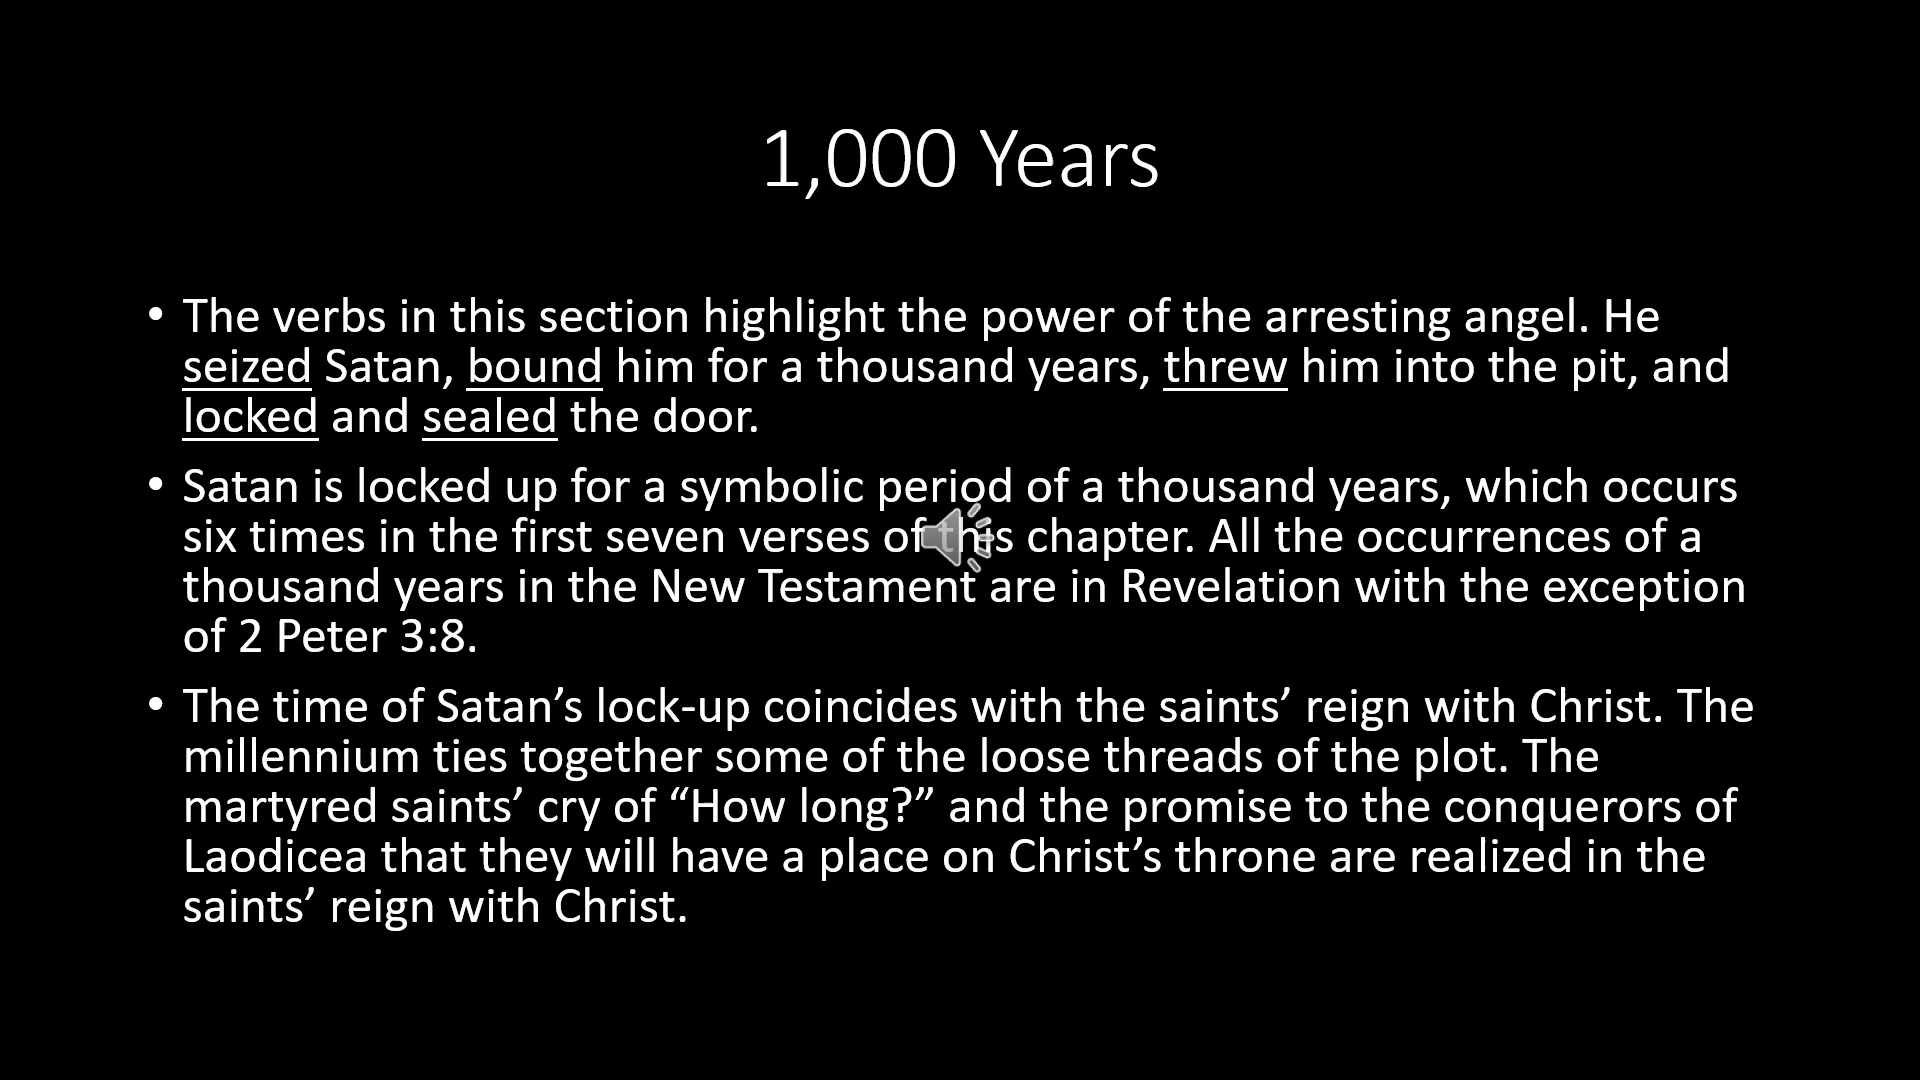 1,000 Years
• The verbs in this section highlight the power of the arresting angel. He
seized Satan, bound him for a thousand years, threw him into the pit, and
locked and sealed the door.
• Satan is locked up for a symbolic period of a thousand years, which occurs
six times in the first seven verses of this chapter. All the occurrences of a
thousand years in the New Testament are in Revelation with the exception
of 2 Peter 3:8.
• The time of Satan’s lock-up coincides with the saints’ reign with Christ. The
millennium ties together some of the loose threads of the plot. The
martyred saints’ cry of “How long?” and the promise to the conquerors of
Laodicea that they will have a place on Christ’s throne are realized in the
saints’ reign with Christ.